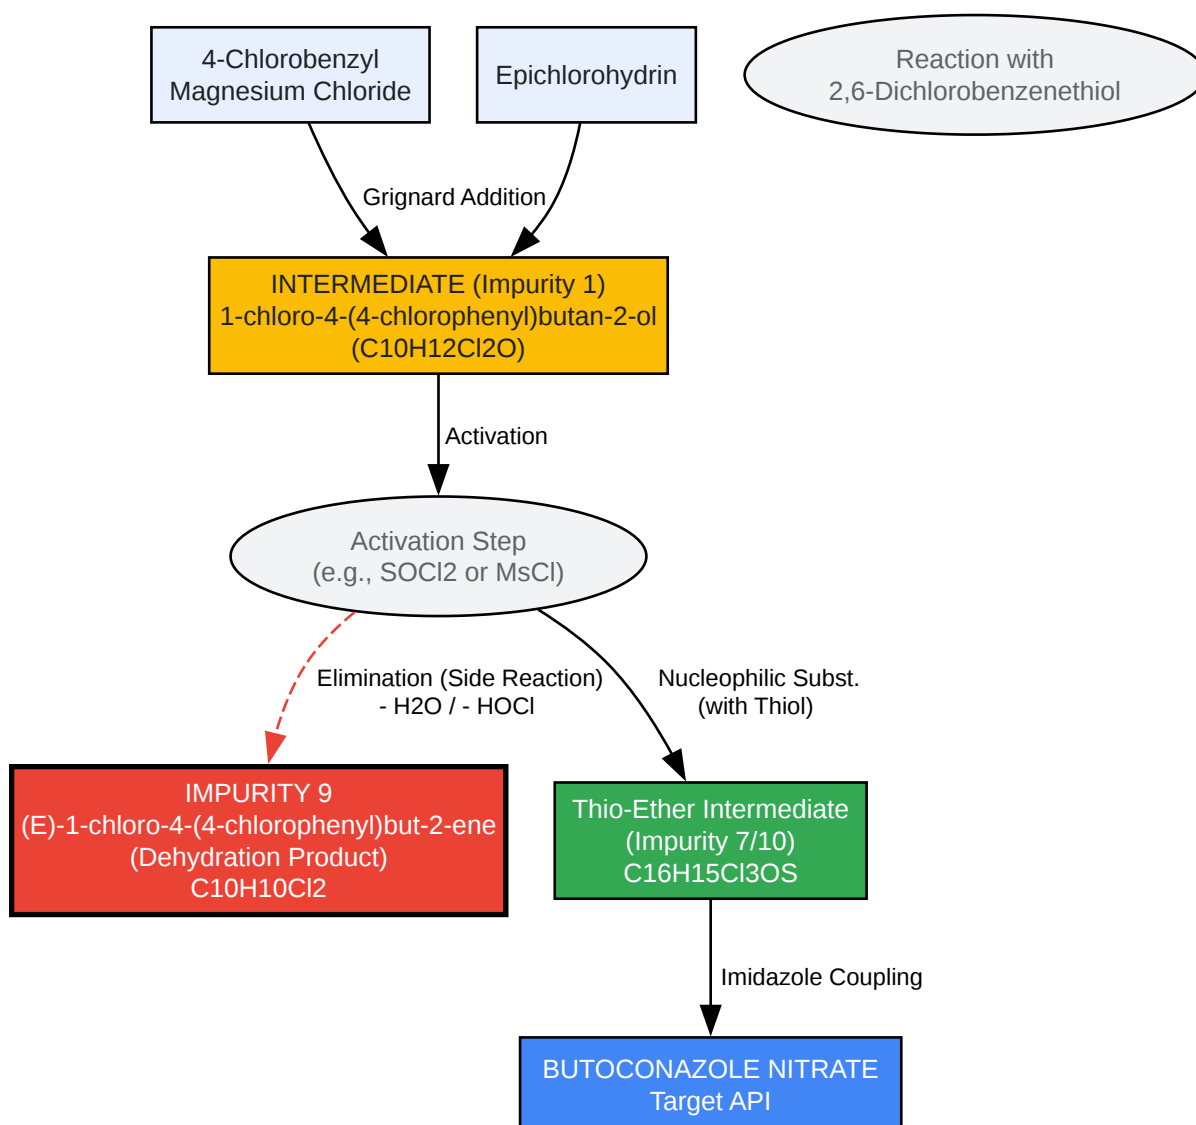 4-Chlorobenzyl
Magnesium Chloride
Epichlorohydrin
Reaction with
2,6-Dichlorobenzenethiol
Grignard Addition
INTERMEDIATE (Impurity 1)
1-chloro-4-(4-chlorophenyl)butan-2-ol
(C10H12Cl2O)
Activation
Activation Step
(e.g., SOCl2 or MsCl)
Elimination (Side Reaction)
- H2O / - HOCl
Nucleophilic Subst.
(with Thiol)
IMPURITY 9
(E)-1-chloro-4-(4-chlorophenyl)but-2-ene
(Dehydration Product)
C10H10Cl2
Thio-Ether Intermediate
(Impurity 7/10)
C16H15Cl3OS
Imidazole Coupling
BUTOCONAZOLE NITRATE
Target API